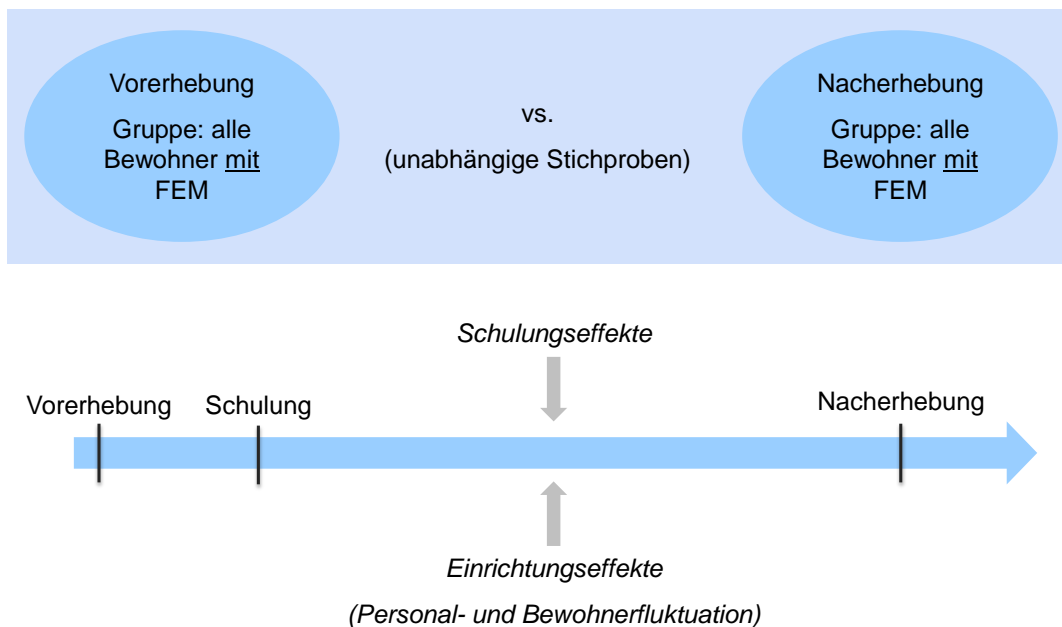 Vorerhebung
Gruppe: alle
Bewohner mit
FEM
vs.
(unabhängige Stichproben)
Nacherhebung
Gruppe: alle
Bewohner mit
FEM
Schulungseffekte
Vorerhebung
Schulung
Nacherhebung
Einrichtungseffekte
(Personal- und Bewohnerfluktuation)